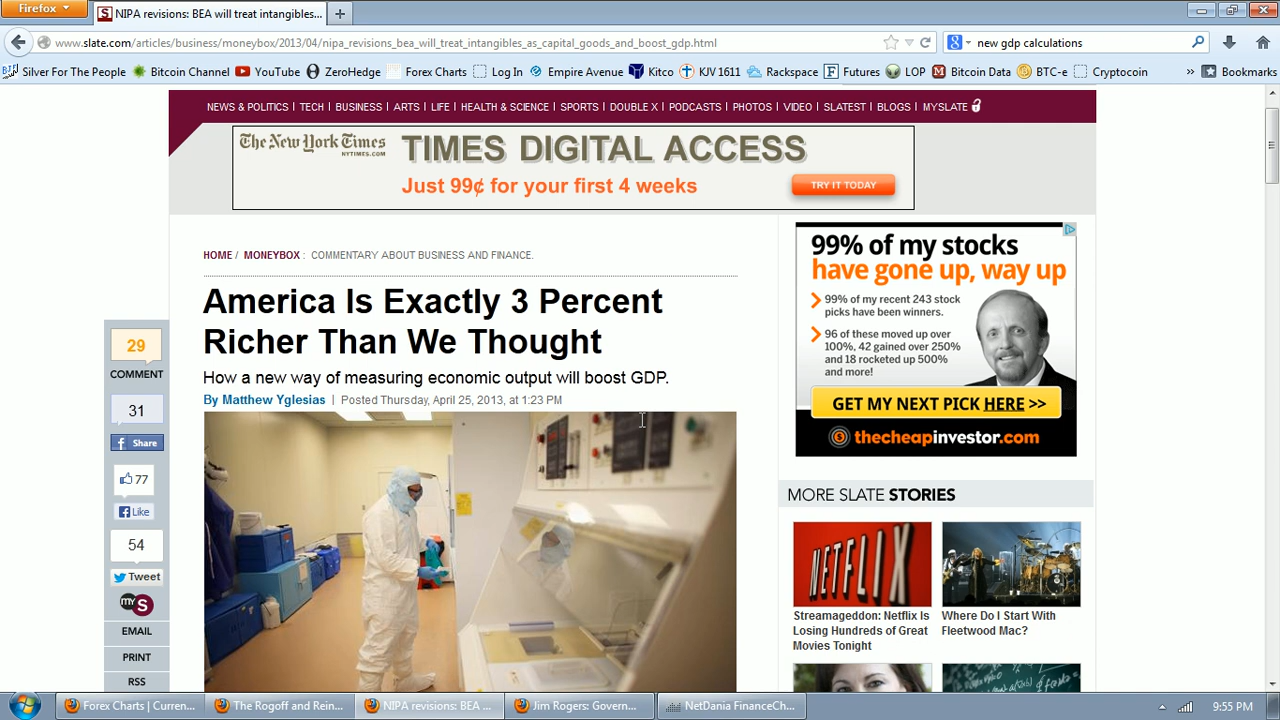 Firefox
NIPA revisions: BEA will treat intangibles...
www.slate.com/articles/business/moneybox/2013/04/nipa_revisions_bea_will_treat_intangibles_as_capital_goods_and_boost_gdp.html
new gdp calculations
Silver For The People
Bitcoin Channel
YouTube
ZeroHedge
Forex Charts
Log In
Empire Avenue
Kitco
KJV 1611
Rackspace
Futures
LOP
Bitcoin Data
BTC-e
Cryptocoin
»
Bookmarks
NEWS & POLITICS | TECH | BUSINESS | ARTS | LIFE | HEALTH & SCIENCE | SPORTS | DOUBLE X | PODCASTS | PHOTOS | VIDEO | SLATEST | BLOGS | MYSLATE
The New York Times
NYTIMES.COM
TIMES DIGITAL ACCESS
Just 99¢ for your first 4 weeks
TRY IT TODAY
HOME / MONEYBOX : COMMENTARY ABOUT BUSINESS AND FINANCE.
America Is Exactly 3 Percent
Richer Than We Thought
How a new way of measuring economic output will boost GDP.
By Matthew Yglesias | Posted Thursday, April 25, 2013, at 1:23 PM
29
COMMENT
31
Share
77
Like
54
Tweet
my S
EMAIL
PRINT
RSS
99% of my stocks
have gone up, way up
99% of my recent 243 stock
picks have been winners.
96 of these moved up over
100%, 42 gained over 250%
and 18 rocketed up 500%
and more!
GET MY NEXT PICK HERE >>
thecheapinvestor.com
MORE SLATE STORIES
NETFLIX
Streamageddon: Netflix Is
Losing Hundreds of Great
Movies Tonight
Where Do I Start With
Fleetwood Mac?
Forex Charts | Curren...
The Rogoff and Rein...
NIPA revisions: BEA ...
Jim Rogers: Govern...
NetDania FinanceCh...
9:55 PM